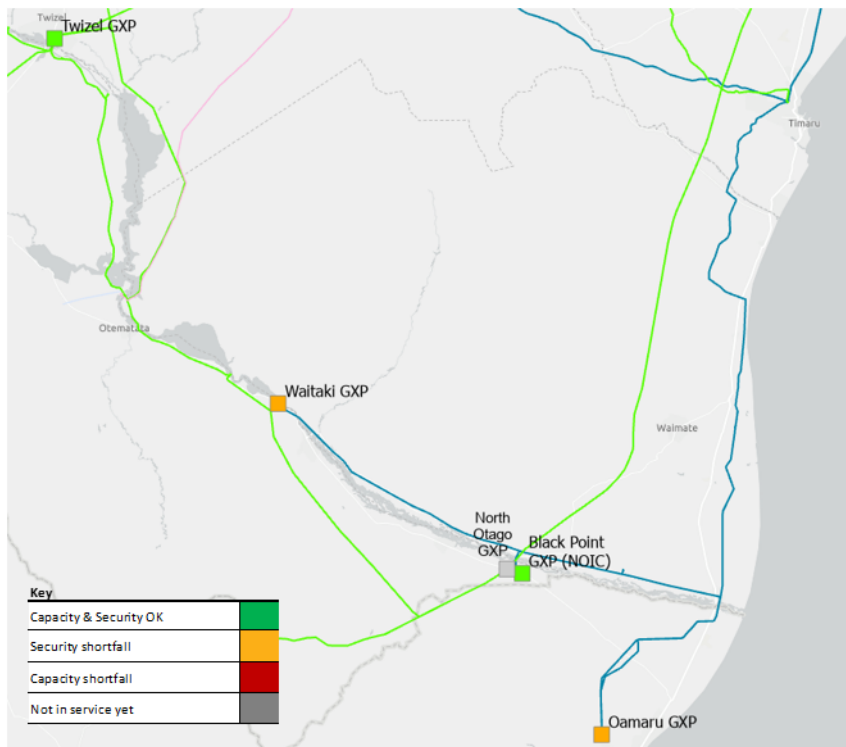 Twizel
Twizel GXP
Timaru
Otematata
Waitaki GXP
Waimate
North
Otago
GXP
Black Point
GXP (NOIC)
Key
Capacity & Security OK
Security shortfall
Capacity shortfall
Not in service yet
Oamaru GXP